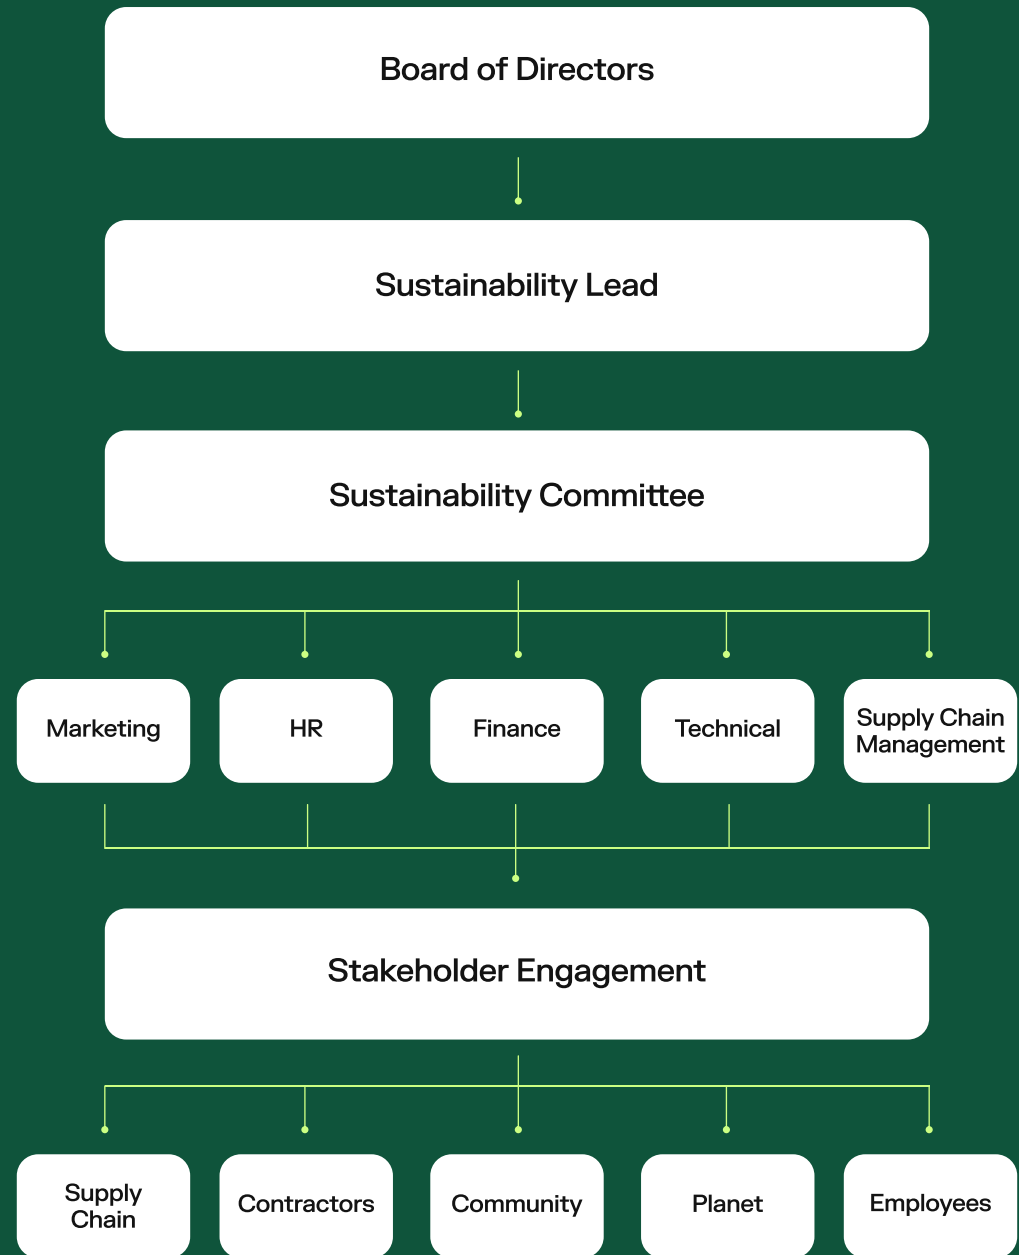 Board of Directors
Sustainability Lead
Sustainability Committee
Marketing
HR
Finance
Technical
Supply Chain
Management
Stakeholder Engagement
Supply
Chain
Contractors
Community
Planet
Employees